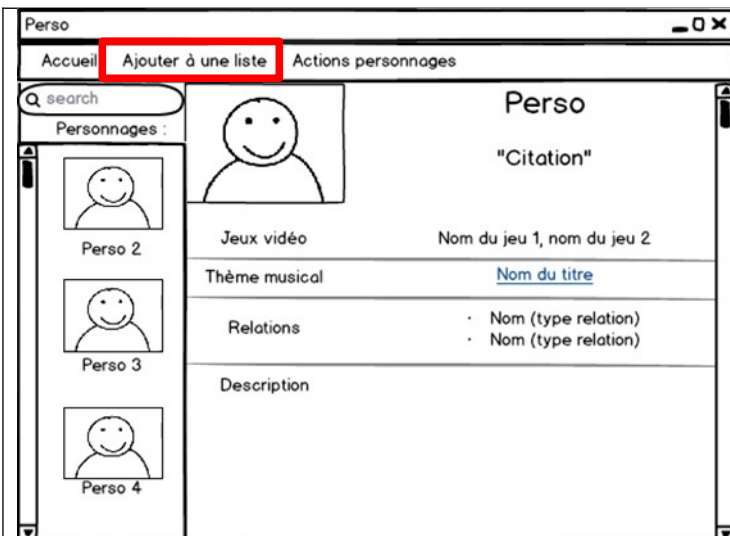 Perso
Accueil Ajouter à une liste Actions personnages
search
Personnages :
Perso 2
Perso 3
Perso 4
Perso
"Citation"
Jeux vidéo Nom du jeu 1, nom du jeu 2
Thème musical Nom du titre
Relations · Nom (type relation)
· Nom (type relation)
Description